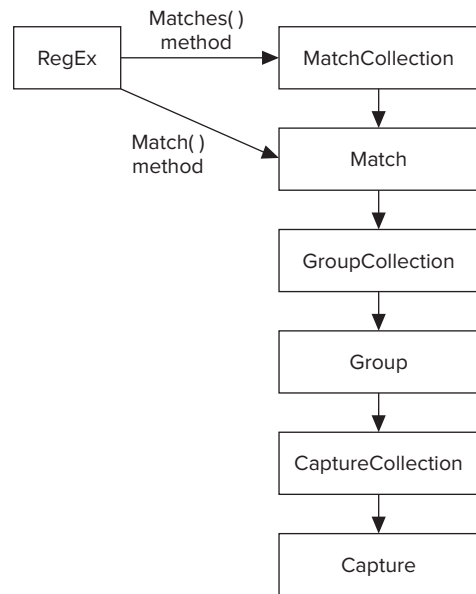 Matches( )
method
RegEx
MatchCollection
Match( )
method
Match
GroupCollection
Group
CaptureCollection
Capture